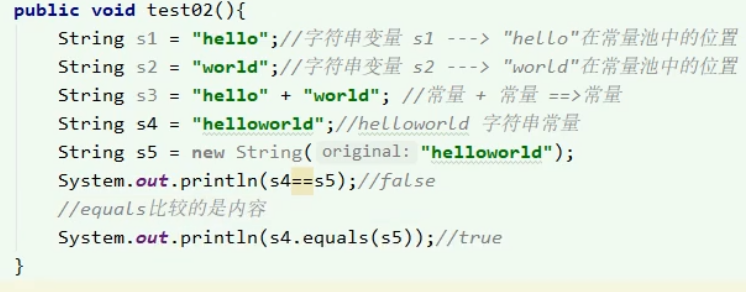 public void test02(){
String s1 = "hello";//字符串变量 s1 ---> "hello"在常量池中的位置
String s2 = "world";//字符串变量 s2 ---> "world"在常量池中的位置
String s3 = "hello" + "world"; //常量 + 常量 ==>常量
String s4 = "helloworld";//helloworld 字符串常量
String s5 = new String( original: "helloworld");
System.out.println(s4==s5);//false
//equals比较的是内容
System.out.println(s4.equals(s5));//true
}